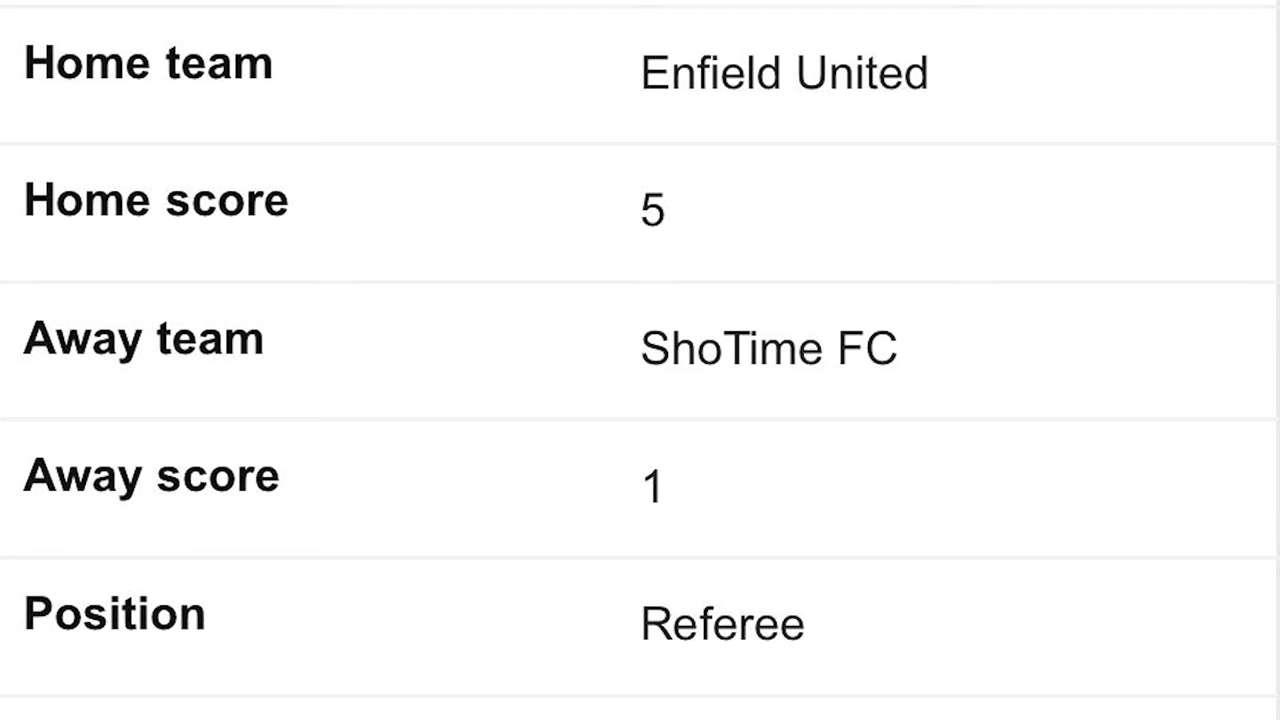 Home team
Enfield United
Home score
5
Away team
ShoTime FC
Away score
1
Position
Referee